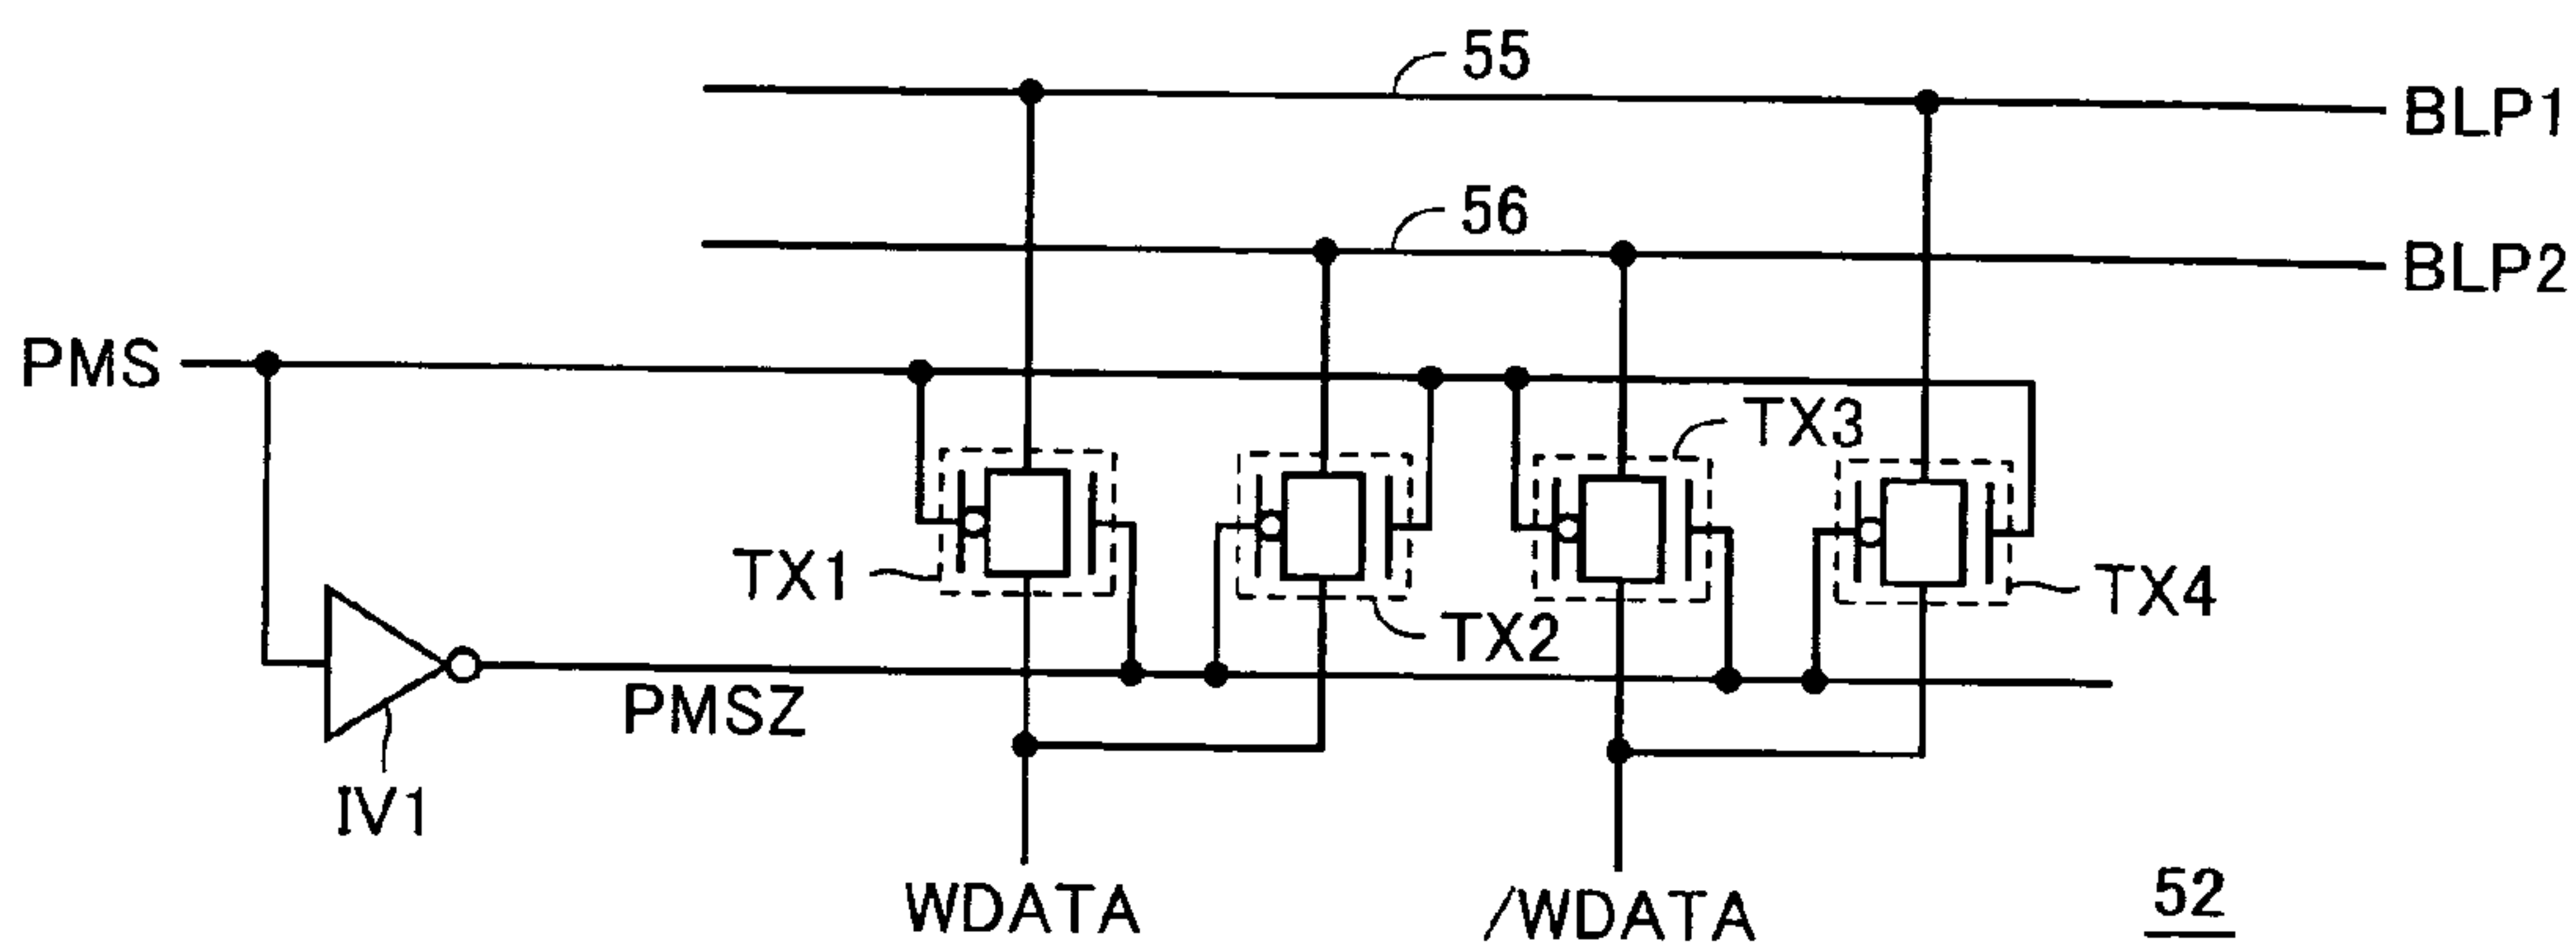 55
BLP1
56
BLP2
PMS
TX3
TX1
TX4
TX2
PMSZ
IV1
WDATA
/WDATA
52